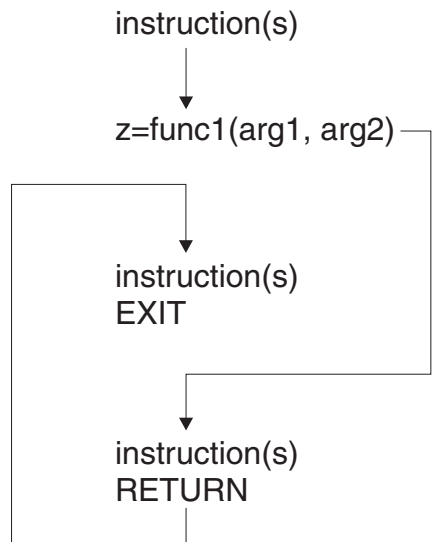 instruction(s)
z=func1(arg1, arg2)
instruction(s)
EXIT
instruction(s)
RETURN